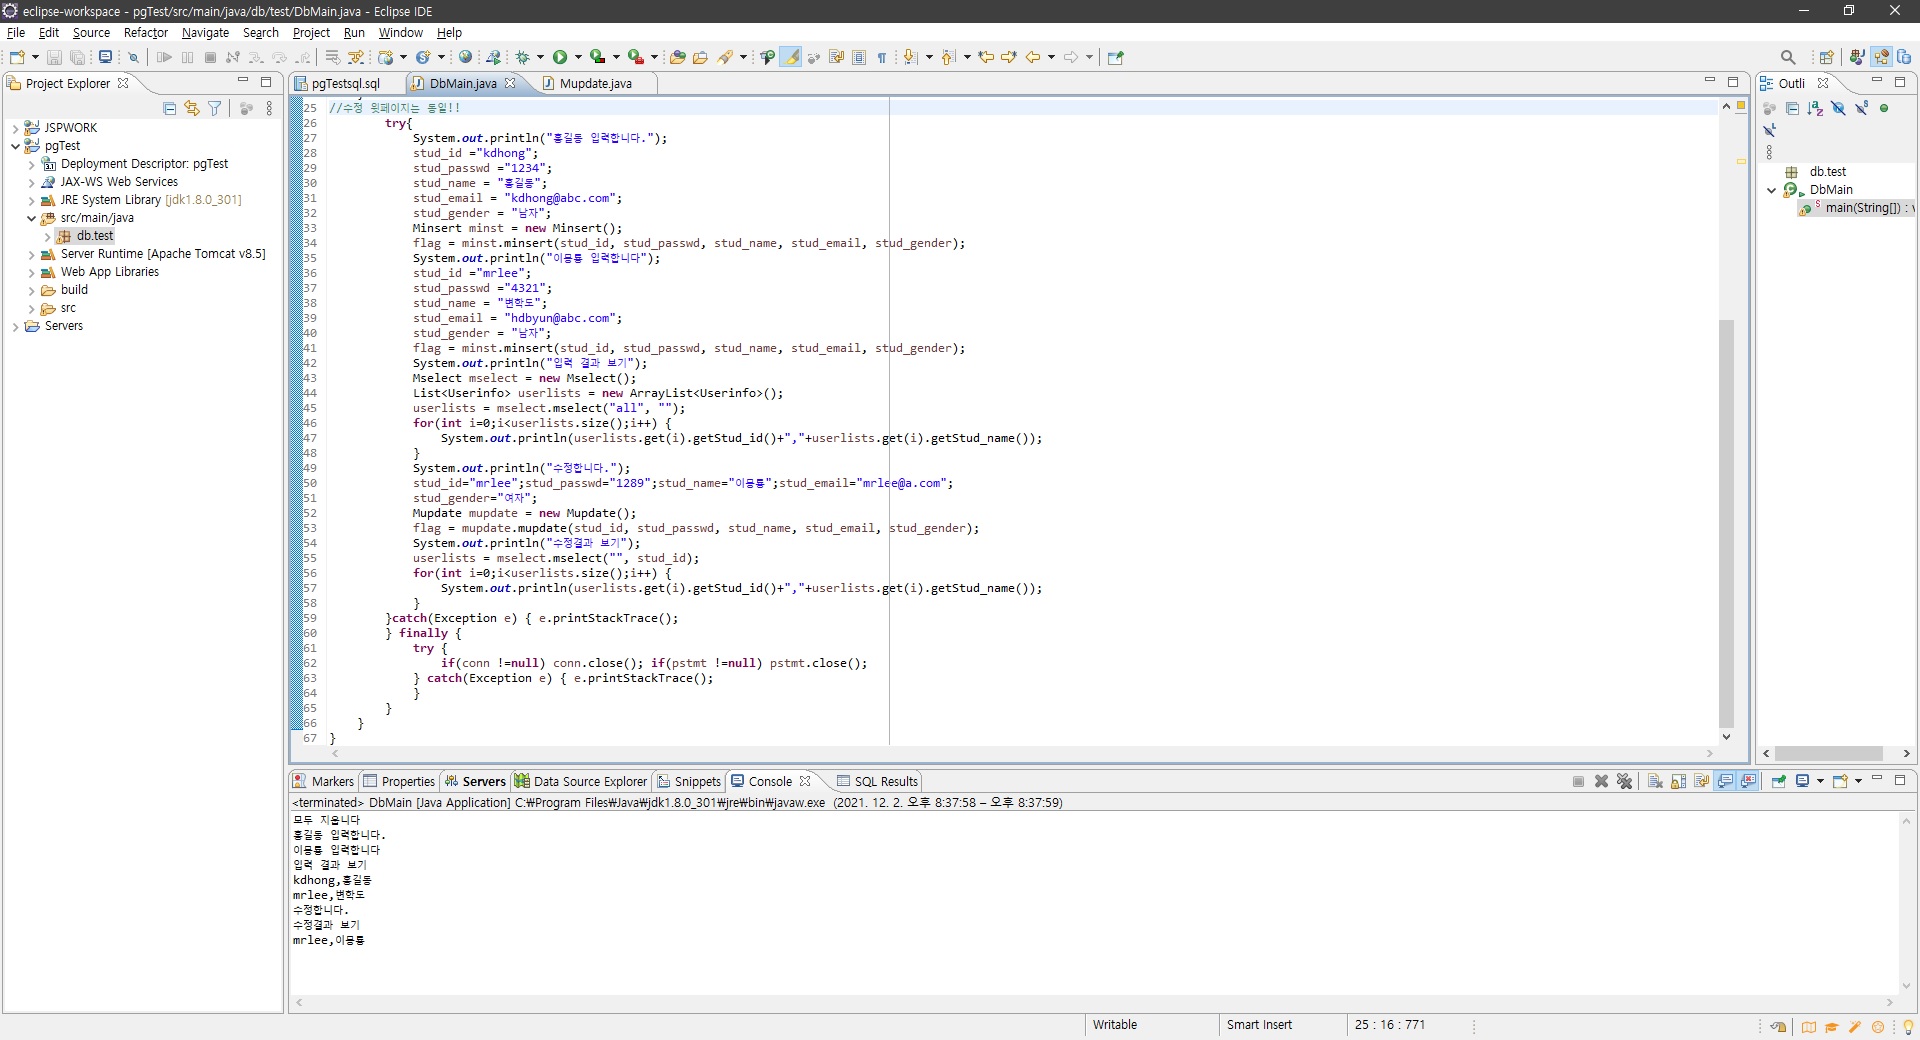 eclipse-workspace - pgTest/src/main/java/db/test/DbMain.java - Eclipse IDE
File Edit Source Refactor Navigate Search Project Run Window Help
Project Explorer
JSPWORK
pgTest
Deployment Descriptor: pgTest
JAX-WS Web Services
JRE System Library [jdk1.8.0_301]
src/main/java
db.test
Server Runtime [Apache Tomcat v8.5]
Web App Libraries
build
src
Servers
pgTestsql.sql DbMain.java Mupdate.java
25 //수정 윗페이지는 동일!!
26 try{
27 System.out.println("홍길동 입력합니다.");
28 stud_id ="kdhong";
29 stud_passwd ="1234";
30 stud_name = "홍길동";
31 stud_email = "kdhong@abc.com";
32 stud_gender = "남자";
33 Minsert minst = new Minsert();
34 flag = minst.minsert(stud_id, stud_passwd, stud_name, stud_email, stud_gender);
35 System.out.println("이몽룡 입력합니다");
36 stud_id ="mrlee";
37 stud_passwd ="4321";
38 stud_name = "변학도";
39 stud_email = "hdbyun@abc.com";
40 stud_gender = "남자";
41 flag = minst.minsert(stud_id, stud_passwd, stud_name, stud_email, stud_gender);
42 System.out.println("입력 결과 보기");
43 Mselect mselect = new Mselect();
44 List<Userinfo> userlists = new ArrayList<Userinfo>();
45 userlists = mselect.mselect("all", "");
46 for(int i=0;i<userlists.size();i++) {
47 System.out.println(userlists.get(i).getStud_id()+","+userlists.get(i).getStud_name());
48 }
49 System.out.println("수정합니다.");
50 stud_id="mrlee";stud_passwd="1289";stud_name="이몽룡";stud_email="mrlee@a.com";
51 stud_gender="여자";
52 Mupdate mupdate = new Mupdate();
53 flag = mupdate.mupdate(stud_id, stud_passwd, stud_name, stud_email, stud_gender);
54 System.out.println("수정결과 보기");
55 userlists = mselect.mselect("", stud_id);
56 for(int i=0;i<userlists.size();i++) {
57 System.out.println(userlists.get(i).getStud_id()+","+userlists.get(i).getStud_name());
58 }
59 }catch(Exception e) { e.printStackTrace();
60 } finally {
61 try {
62 if(conn !=null) conn.close(); if(pstmt !=null) pstmt.close();
63 } catch(Exception e) { e.printStackTrace();
64 }
65 }
66 }
67 }
Outli
db.test
DbMain
main(String[]) : v
Markers Properties Servers Data Source Explorer Snippets Console SQL Results
<terminated> DbMain [Java Application] C:₩Program Files₩Java₩jdk1.8.0_301₩jre₩bin₩javaw.exe (2021. 12. 2. 오후 8:37:58 – 오후 8:37:59)
모두 지웁니다
홍길동 입력합니다.
이몽룡 입력합니다
입력 결과 보기
kdhong,홍길동
mrlee,변학도
수정합니다.
수정결과 보기
mrlee,이몽룡
Writable Smart Insert 25 : 16 : 771